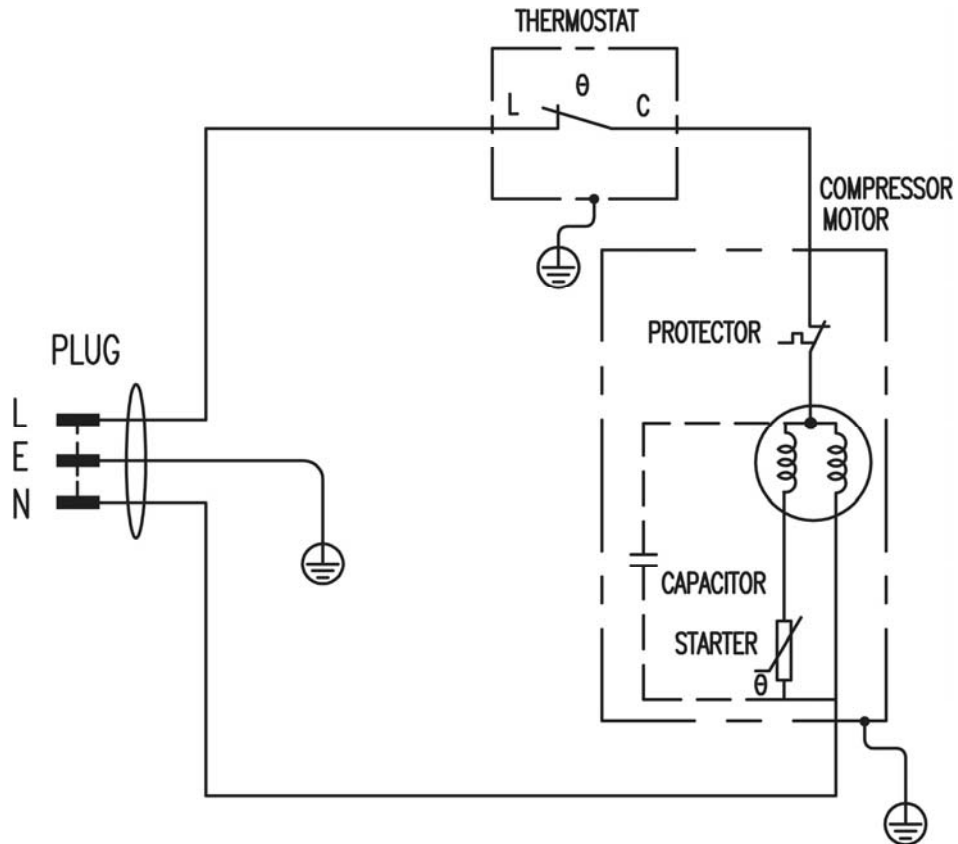 THERMOSTAT
θ
L
C
COMPRESSOR
MOTOR
PROTECTOR
PLUG
L
E
N
CAPACITOR
STARTER
θ